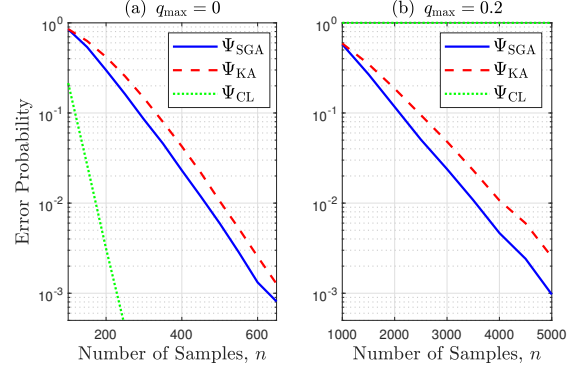 (a) q_max = 0
(b) q_max = 0.2
Error Probability
10^0
10^-1
10^-2
10^-3
Ψ_SGA
Ψ_KA
Ψ_CL
200
400
600
Number of Samples, n
10^0
10^-1
10^-2
10^-3
Ψ_SGA
Ψ_KA
Ψ_CL
1000
2000
3000
4000
5000
Number of Samples, n